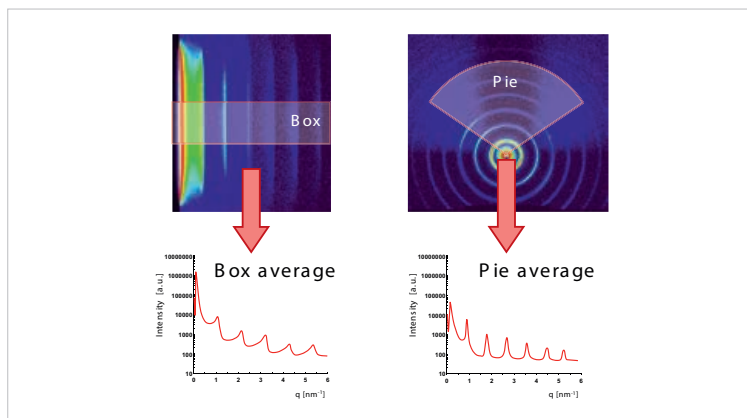 Box
Pie
Box average
10000000
1000000
100000
10000
1000
100
10
Intensity [a.u.]
0 1 2 3 4 5 6
q [nm⁻¹]
Pie average
10000000
1000000
100000
10000
1000
100
10
Intensity [a.u.]
0 1 2 3 4 5 6
q [nm⁻¹]